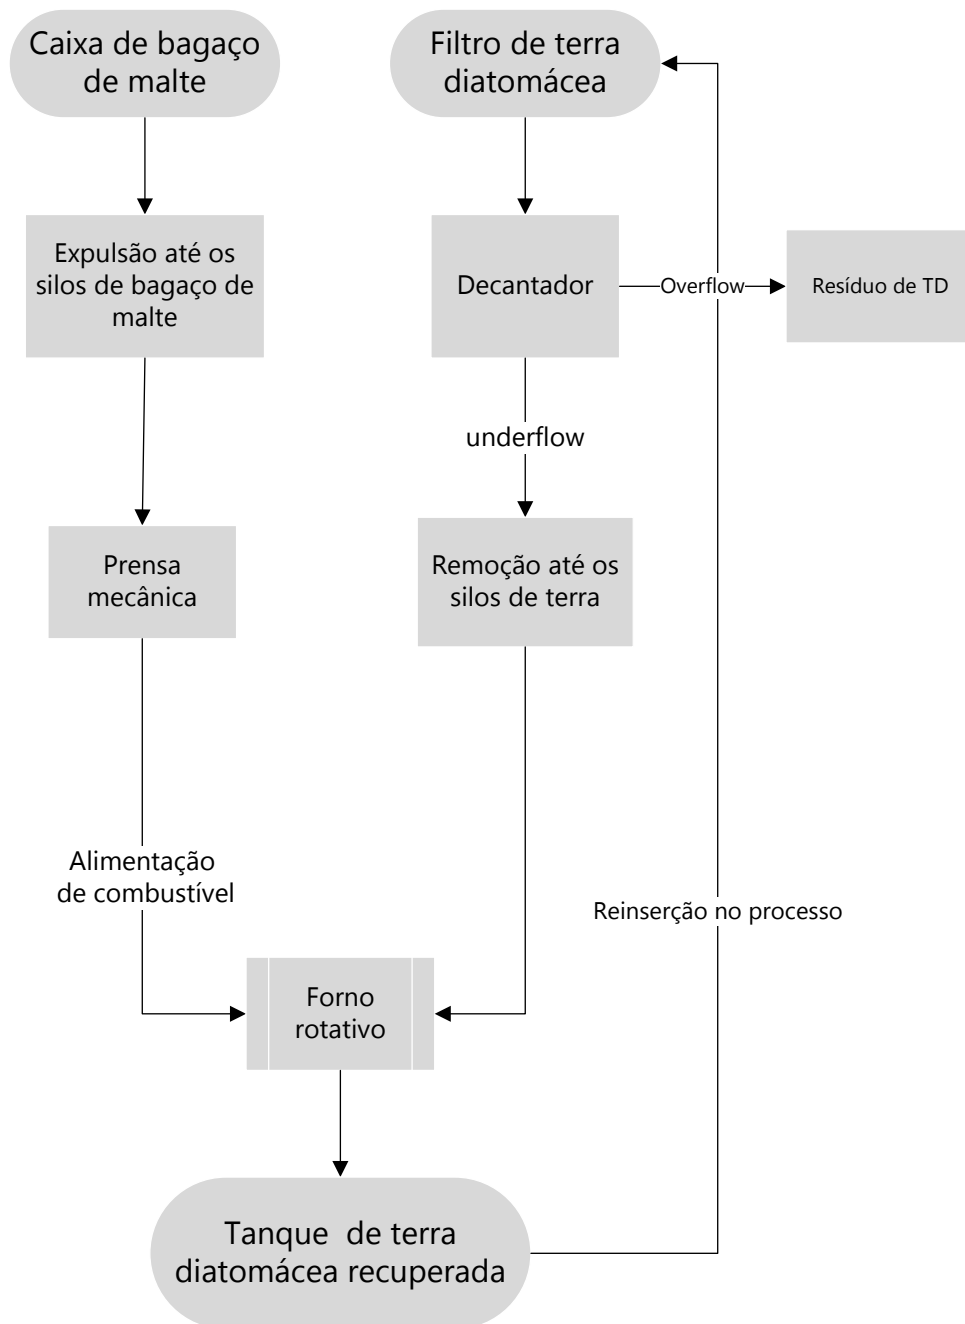 Caixa de bagaço
de malte
Filtro de terra
diatomácea
Expulsão até os
silos de bagaço de
malte
Decantador
Overflow
Resíduo de TD
underflow
Prensa
mecânica
Remoção até os
silos de terra
Alimentação
de combustível
Reinserção no processo
Forno
rotativo
Tanque de terra
diatomácea recuperada